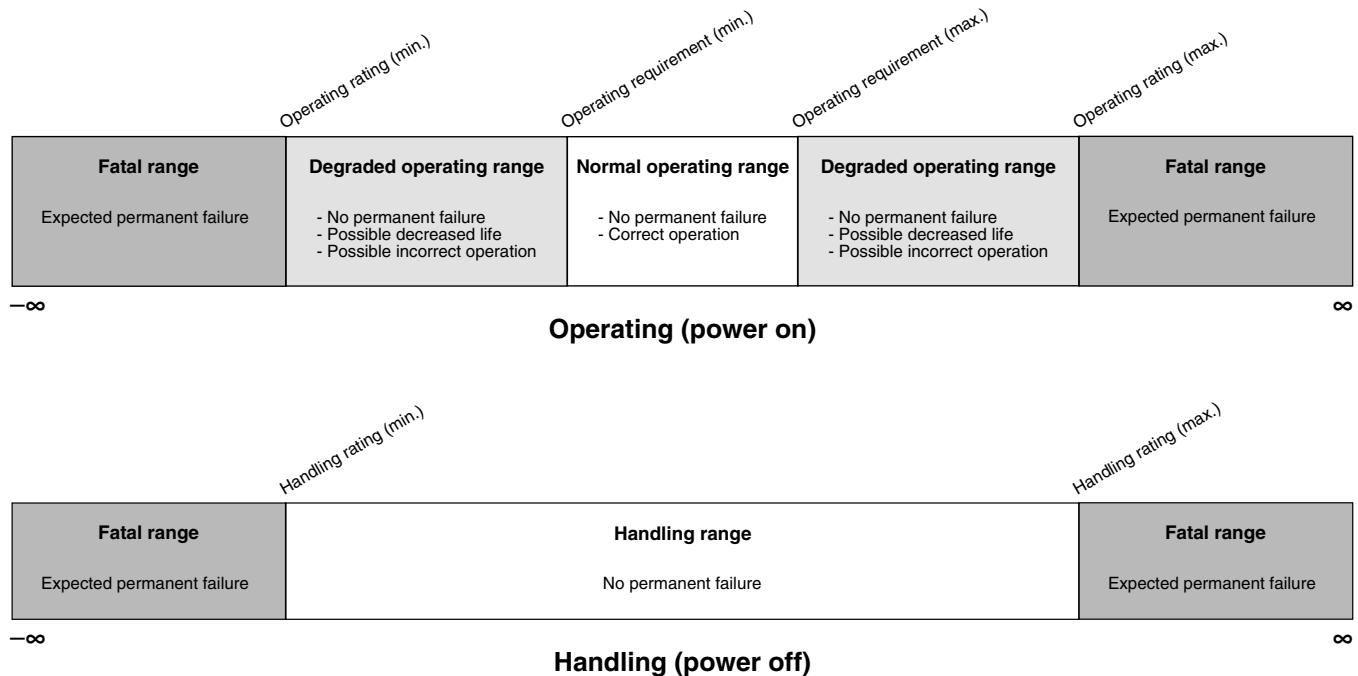 Operating rating (min.)
Operating requirement (min.)
Operating requirement (max.)
Operating rating (max.)
Fatal range
Expected permanent failure
Degraded operating range
- No permanent failure
- Possible decreased life
- Possible incorrect operation
Normal operating range
- No permanent failure
- Correct operation
Degraded operating range
- No permanent failure
- Possible decreased life
- Possible incorrect operation
Fatal range
Expected permanent failure
–∞
∞
Operating (power on)
Handling rating (min.)
Handling rating (max.)
Fatal range
Expected permanent failure
Handling range
No permanent failure
Fatal range
Expected permanent failure
–∞
∞
Handling (power off)